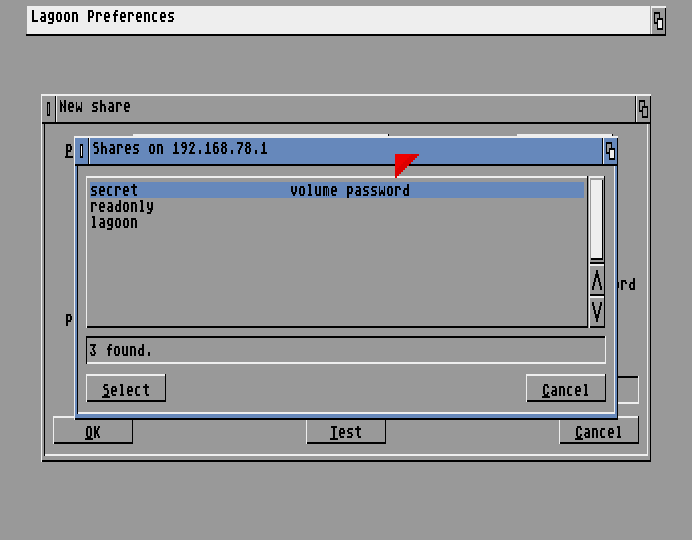 Lagoon Preferences
New share
P
Shares on 192.168.78.1
secret volume password
readonly
lagoon
ord
P
3 found.
Select Cancel
OK Test Cancel